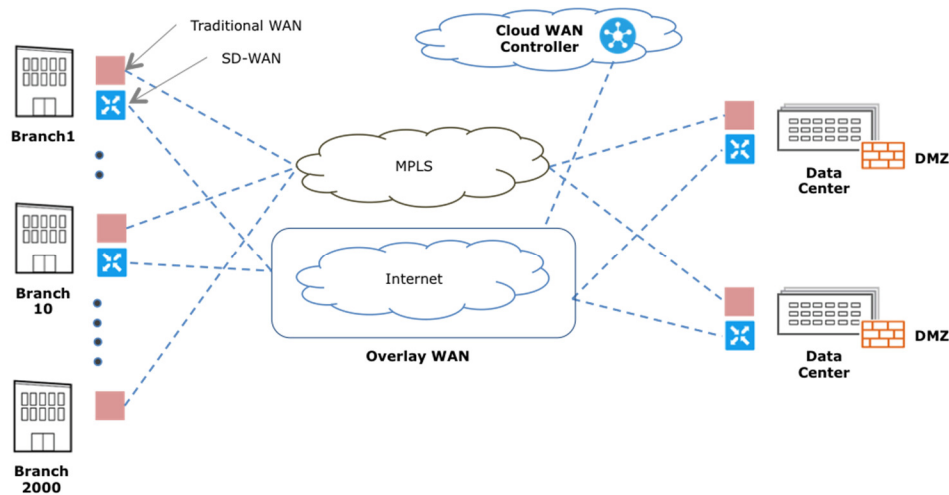 Traditional WAN
SD-WAN
Cloud WAN
Controller
Branch1
MPLS
Data
Center
DMZ
Branch
10
Internet
Overlay WAN
Data
Center
DMZ
Branch
2000